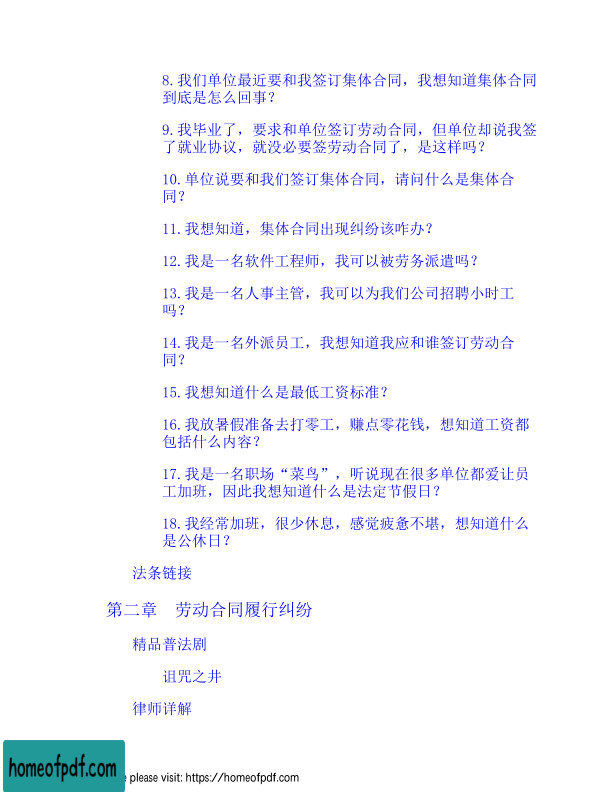 8.我们单位最近要和我签订集体合同，我想知道集体合同
到底是怎么回事？
9.我毕业了，要求和单位签订劳动合同，但单位却说我签
了就业协议，就没必要签劳动合同了，是这样吗？
10.单位说要和我们签订集体合同，请问什么是集体合
同？
11.我想知道，集体合同出现纠纷该咋办？
12.我是一名软件工程师，我可以被劳务派遣吗？
13.我是一名人事主管，我可以为我们公司招聘小时工
吗？
14.我是一名外派员工，我想知道我应和谁签订劳动合
同？
15.我想知道什么是最低工资标准？
16.我放暑假准备去打零工，赚点零花钱，想知道工资都
包括什么内容？
17.我是一名职场“菜鸟”，听说现在很多单位都爱让员
工加班，因此我想知道什么是法定节假日？
18.我经常加班，很少休息，感觉疲惫不堪，想知道什么
是公休日？
法条链接
第二章　劳动合同履行纠纷
精品普法剧
诅咒之井
律师详解
homeofpdf.com
e please visit: https://homeofpdf.com